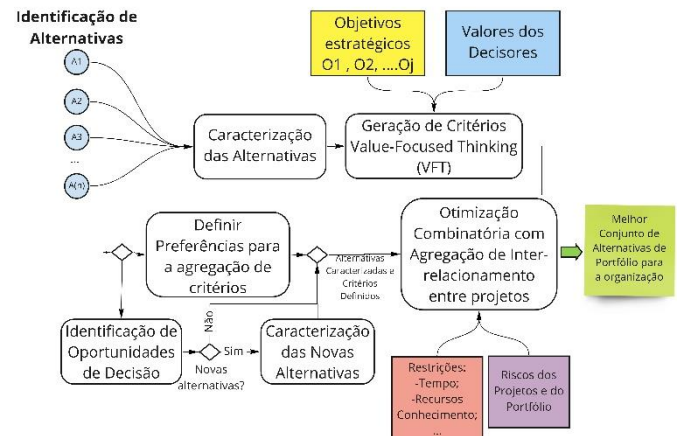 Identificação de
Alternativas
A1
A2
A3
...
A(n)
Caracterização
das Alternativas
Objetivos
estratégicos
O1 , O2, ....Oj
Valores dos
Decisores
Geração de Critérios
Value-Focused Thinking
(VFT)
Definir
Preferências para
a agregação de
critérios
Alternativas
Caracterizadas e
Critérios
Definidos
Otimização
Combinatória com
Agregação de Inter-
relacionamento
entre projetos
Melhor
Conjunto de
Alternativas de
Portfólio para
a organização
Identificação de
Oportunidades
de Decisão
Não
Sim
Novas
alternativas?
Caracterização
das Novas
Alternativas
Restrições:
-Tempo;
-Recursos
Conhecimento;
...
Riscos dos
Projetos e do
Portfólio